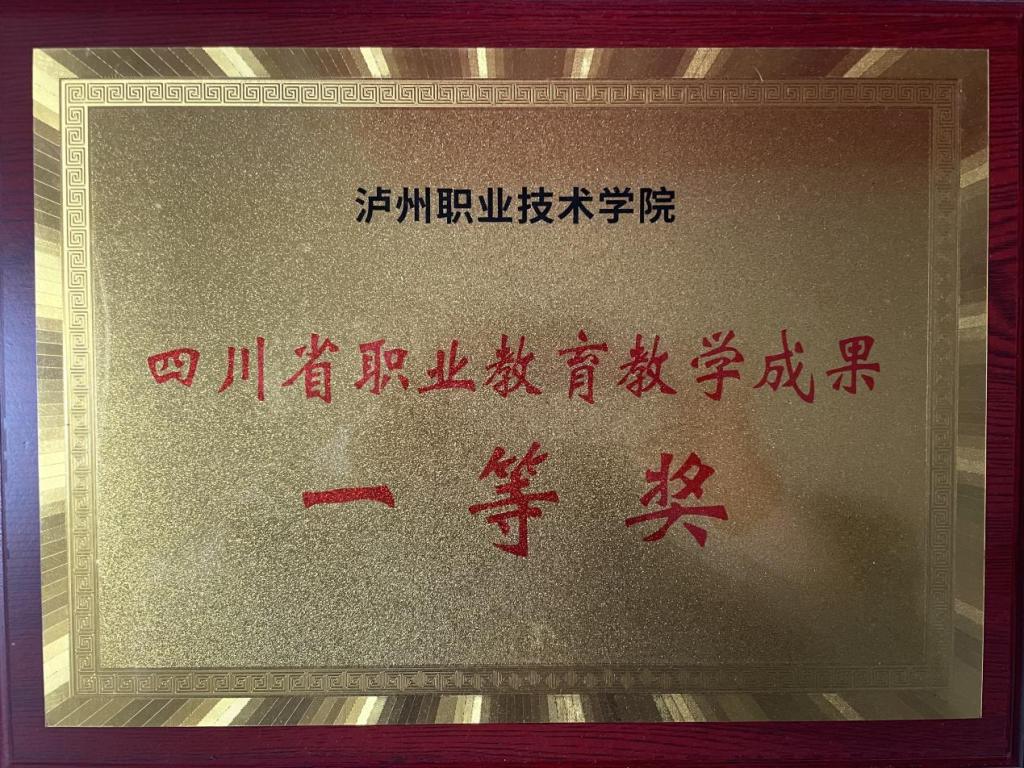 泸州职业技术学院
四川省职业教育教学成果
一等奖